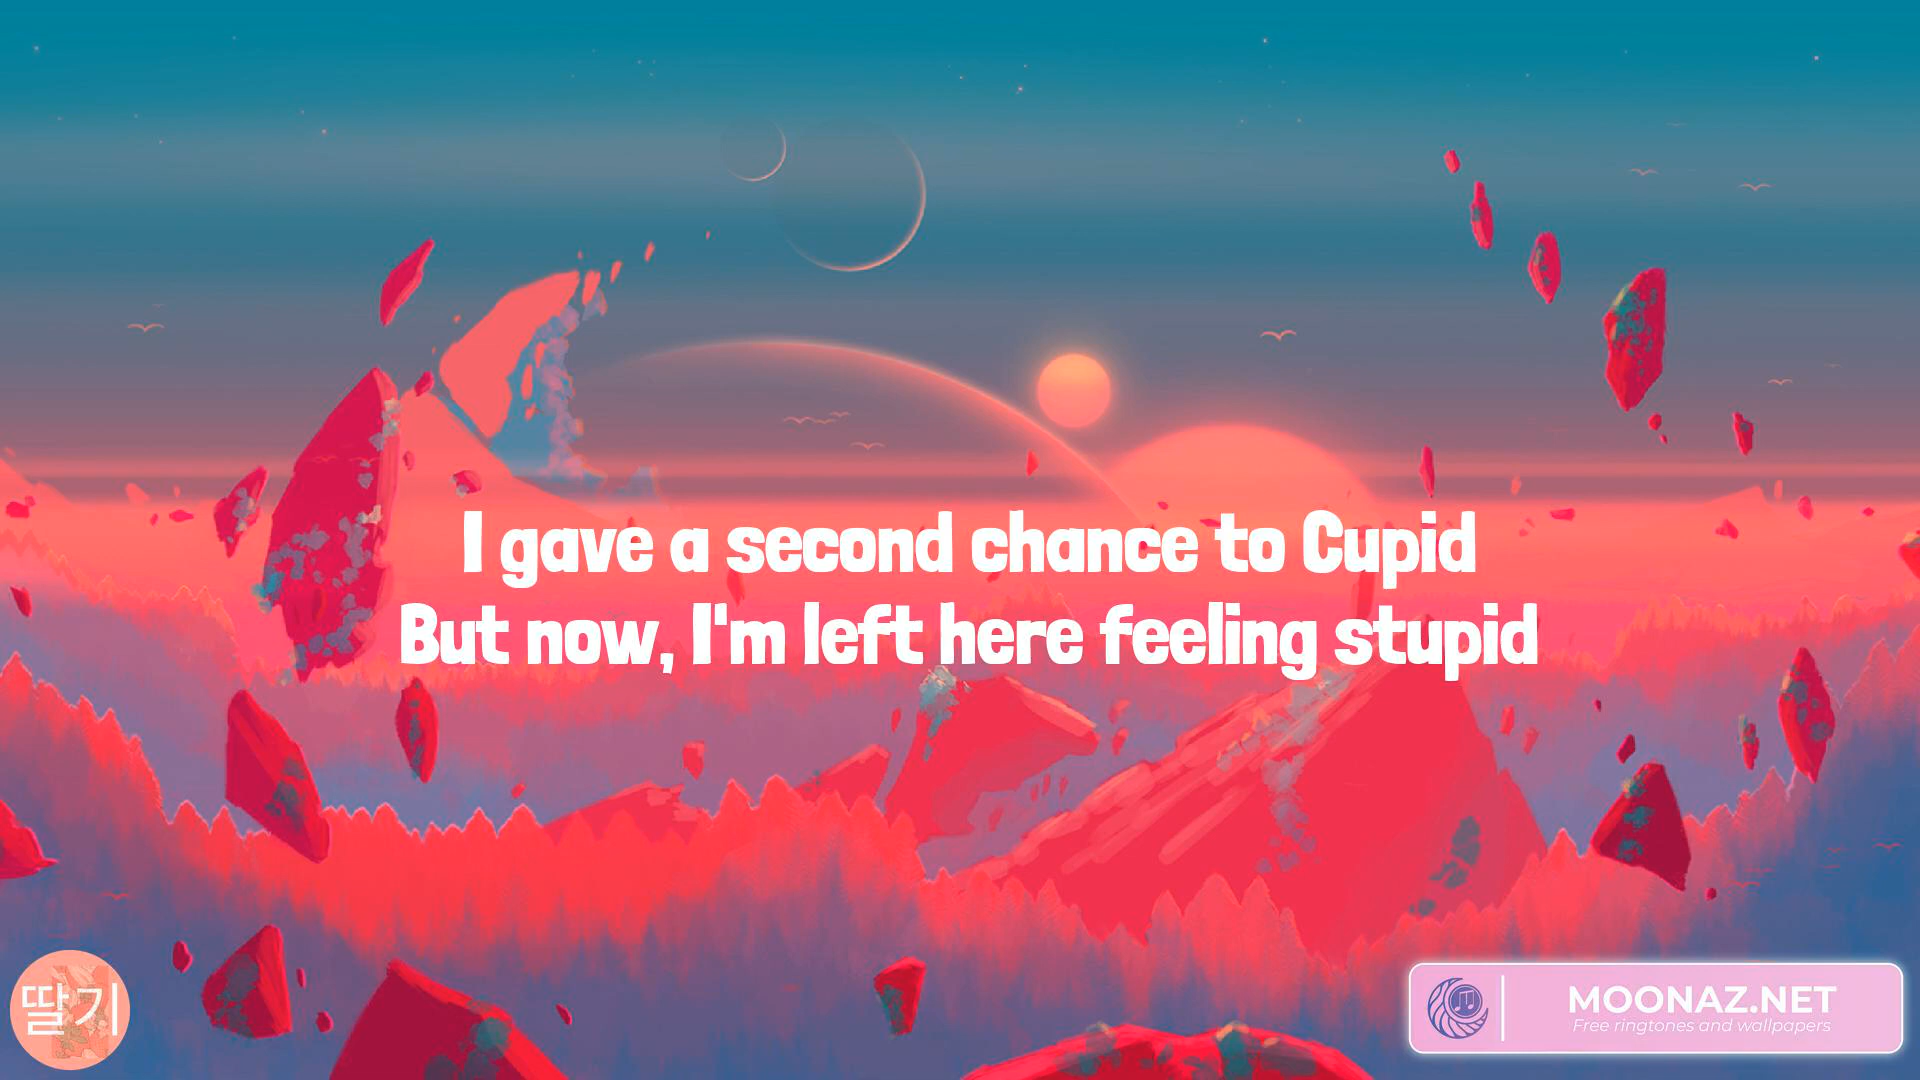 I gave a second chance to Cupid
But now, I'm left here feeling stupid
딸기
MOONAZ.NET
Free ringtones and wallpapers